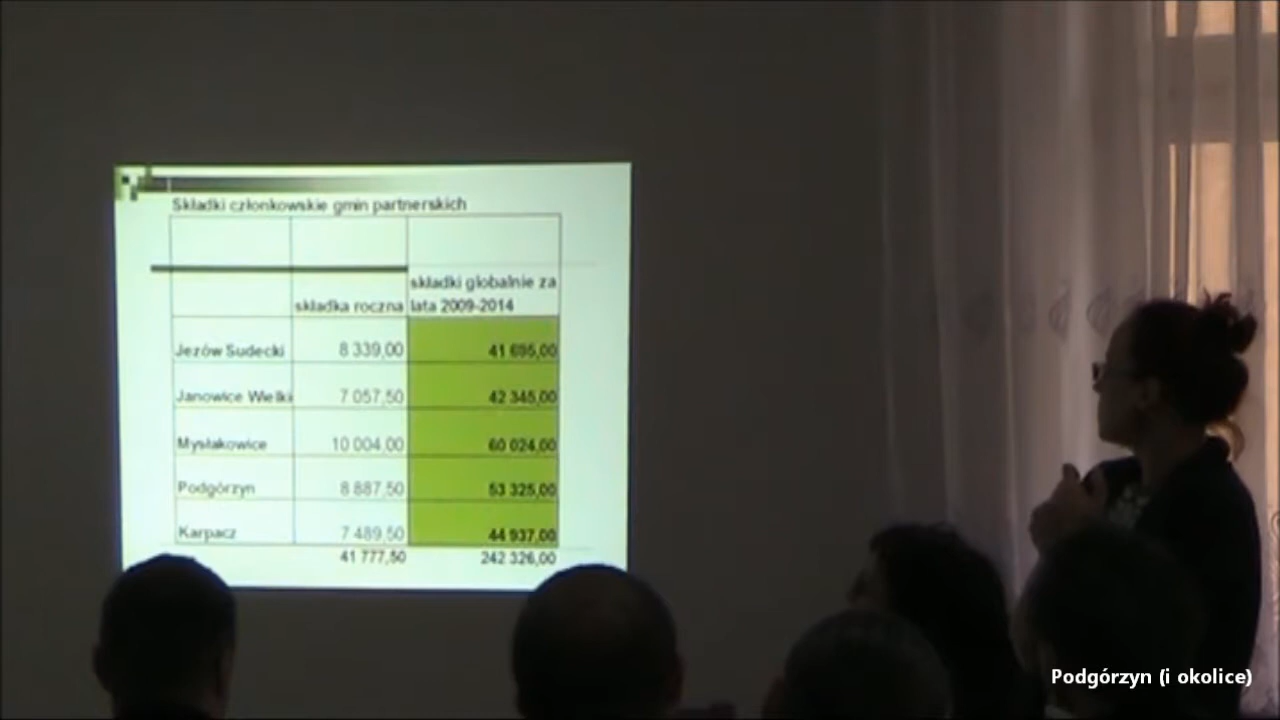 Składki członkowskie gmin partnerskich
składki globalnie za
składka roczna lata 2009-2014
Jeżów Sudecki 8 339,00 41 695,00
Janowice Wielki 7 057,50 42 345,00
Mysłakowice 10 004,00 60 024,00
Podgórzyn 8 887,50 53 325,00
Karpacz 7 489,50 44 937,00
41 777,50 242 326,00
Podgórzyn (i okolice)